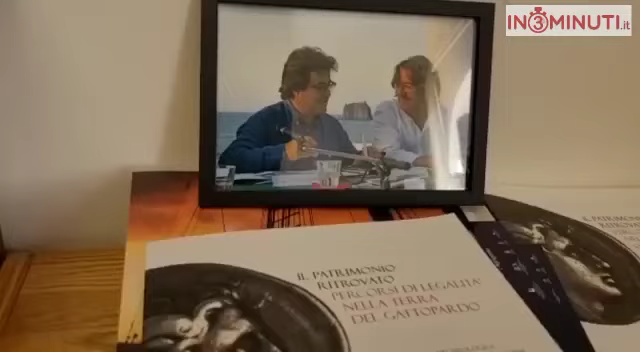 IN3MINUTI.it
IL PATRIMONIO
RITROVATO
PERCORSI DI LEGALITA'
NELLA TERRA
DEL GATTOPARDO
IL PATRIMONIO